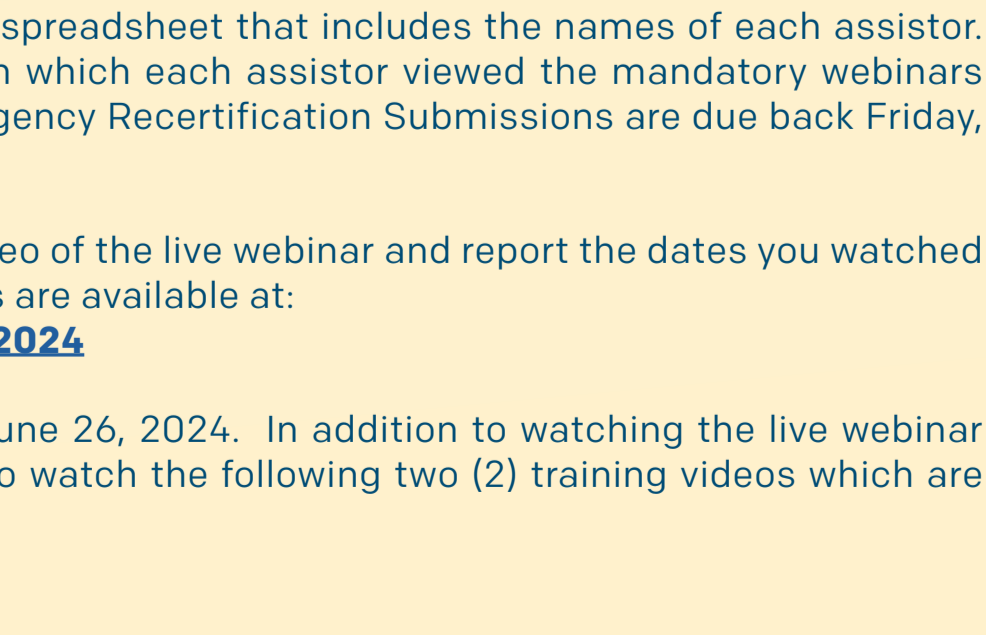 spreadsheet that includes the names of each assistor.
which each assistor viewed the mandatory webinars
gency Recertification Submissions are due back Friday,
eo of the live webinar and report the dates you watched
s are available at:
2024
une 26, 2024. In addition to watching the live webinar
o watch the following two (2) training videos which are